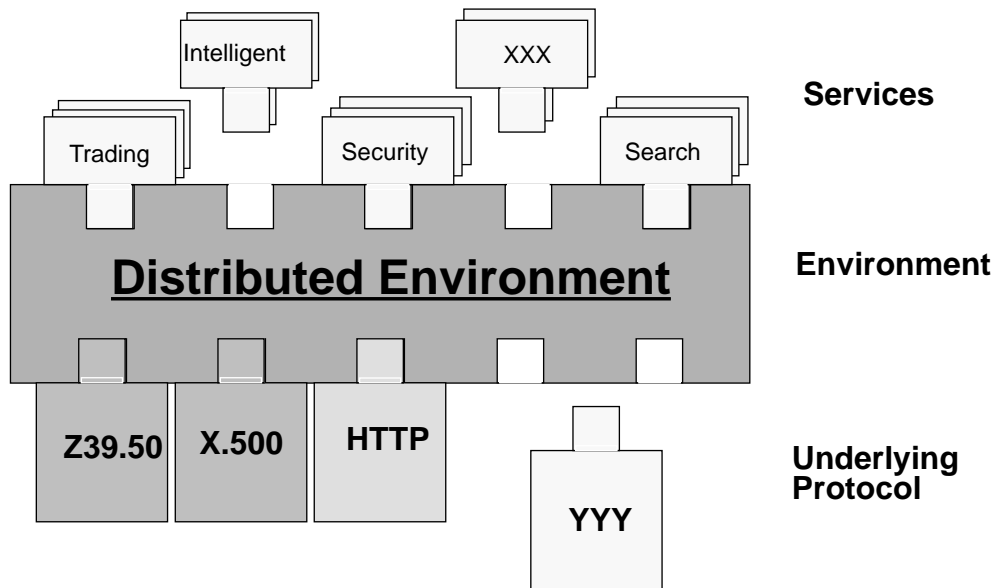 Intelligent
XXX
Services
Trading
Security
Search
Distributed Environment
Environment
Z39.50
X.500
HTTP
Underlying
Protocol
YYY